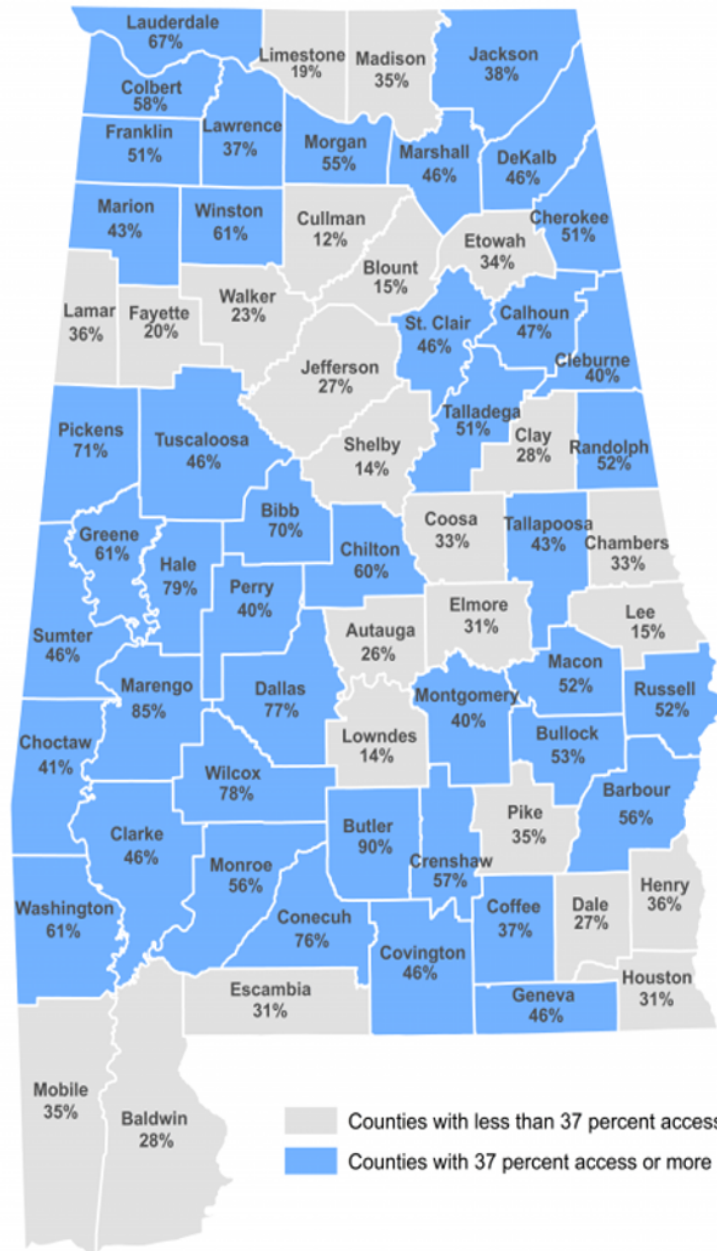 Lauderdale
67%
Limestone
19%
Madison
35%
Jackson
38%
Colbert
58%
Franklin
51%
Lawrence
37%
Morgan
55%
Marshall
46%
DeKalb
46%
Marion
43%
Winston
61%
Cullman
12%
Cherokee
51%
Blount
15%
Etowah
34%
Lamar
36%
Fayette
20%
Walker
23%
St. Clair
46%
Calhoun
47%
Cleburne
40%
Jefferson
27%
Pickens
71%
Tuscaloosa
46%
Shelby
14%
Talladega
51%
Clay
28%
Randolph
52%
Greene
61%
Hale
79%
Bibb
70%
Chilton
60%
Coosa
33%
Tallapoosa
43%
Chambers
33%
Perry
40%
Sumter
46%
Autauga
26%
Elmore
31%
Lee
15%
Marengo
85%
Dallas
77%
Macon
52%
Russell
52%
Montgomery
40%
Choctaw
41%
Lowndes
14%
Bullock
53%
Wilcox
78%
Barbour
56%
Clarke
46%
Butler
90%
Pike
35%
Monroe
56%
Crenshaw
57%
Henry
36%
Washington
61%
Conecuh
76%
Coffee
37%
Dale
27%
Covington
46%
Escambia
31%
Geneva
46%
Houston
31%
Mobile
35%
Baldwin
28%
Counties with less than 37 percent access
Counties with 37 percent access or more